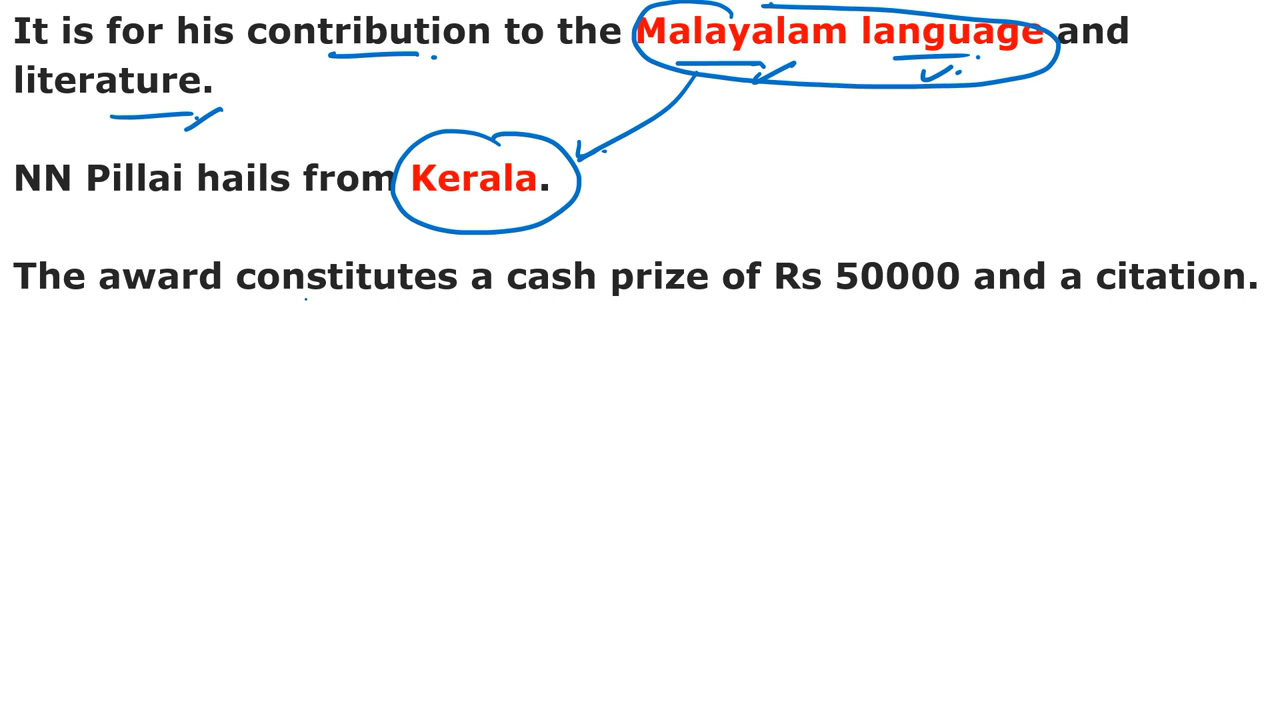 It is for his contribution to the Malayalam language and
literature.
NN Pillai hails from Kerala.
The award constitutes a cash prize of Rs 50000 and a citation.